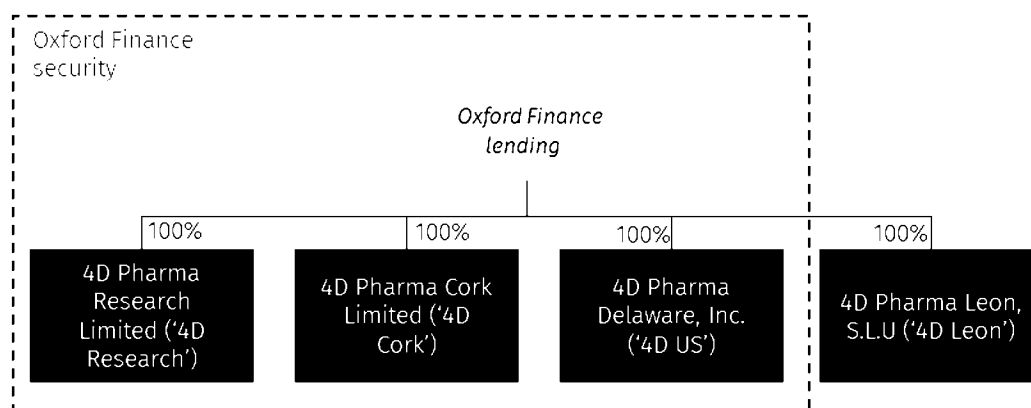 Oxford Finance
security
Oxford Finance
lending
100%
100%
100%
100%
4D Pharma
Research
Limited (‘4D
Research’)
4D Pharma Cork
Limited (‘4D
Cork’)
4D Pharma
Delaware, Inc.
(‘4D US’)
4D Pharma Leon,
S.L.U (‘4D Leon’)